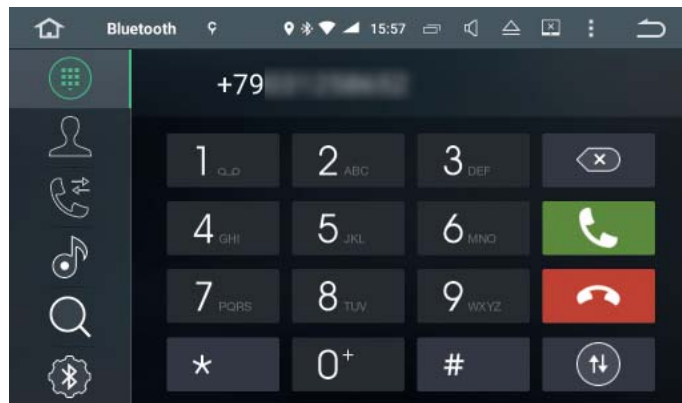 Bluetooth 15:57
+79
1 2 ABC 3 DEF
4 GHI 5 JKL 6 MNO
7 PQRS 8 TUV 9 WXYZ
* 0+ #